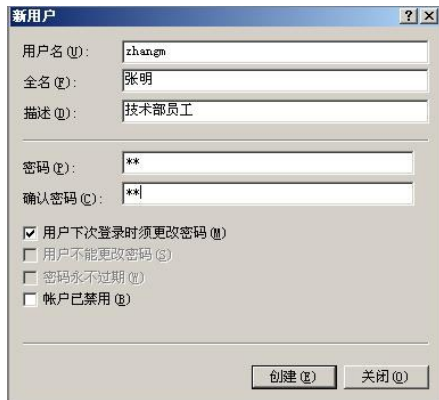 新用户
用户名(U): zhangm
全名(F): 张明
描述(D): 技术部员工
密码(P): **
确认密码(C): **
用户下次登录时须更改密码(M)
用户不能更改密码(S)
密码永不过期(W)
帐户已禁用(B)
创建(E) 关闭(O)